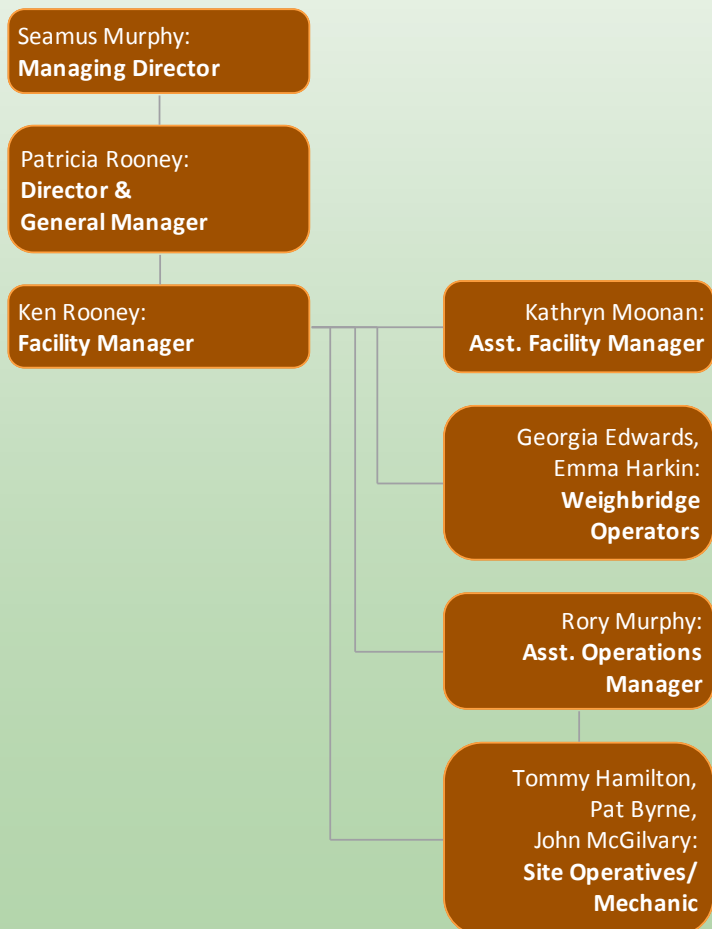 Seamus Murphy:
Managing Director
Patricia Rooney:
Director &
General Manager
Ken Rooney:
Facility Manager
Kathryn Moonan:
Asst. Facility Manager
Georgia Edwards,
Emma Harkin:
Weighbridge
Operators
Rory Murphy:
Asst. Operations
Manager
Tommy Hamilton,
Pat Byrne,
John McGilvary:
Site Operatives/
Mechanic